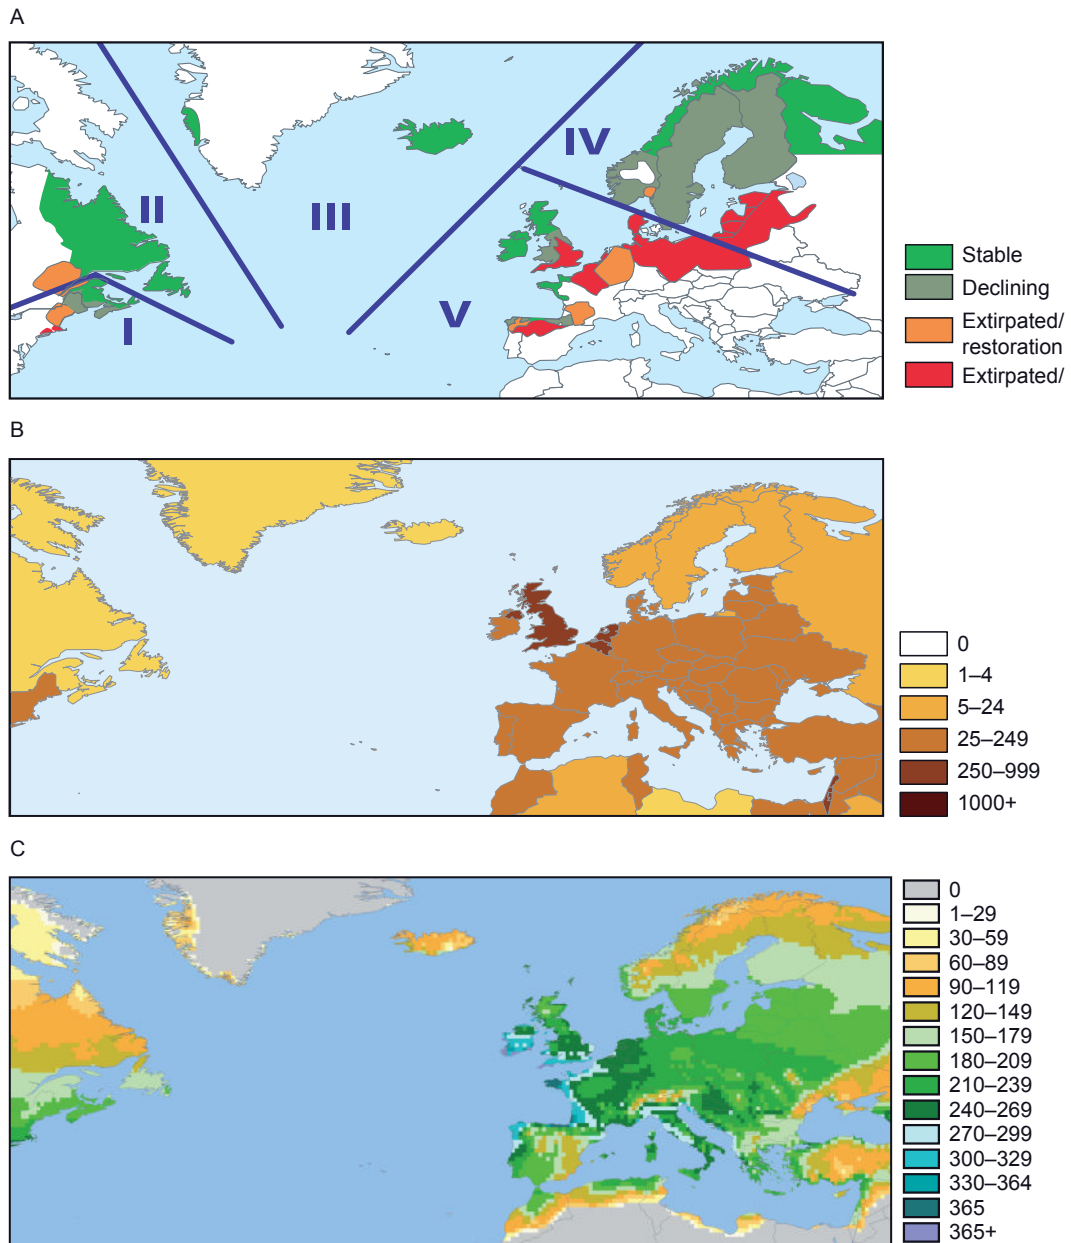 A
I
II
III
IV
V
Stable
Declining
Extirpated/
restoration
Extirpated/
B
0
1–4
5–24
25–249
250–999
1000+
C
0
1–29
30–59
60–89
90–119
120–149
150–179
180–209
210–239
240–269
270–299
300–329
330–364
365
365+